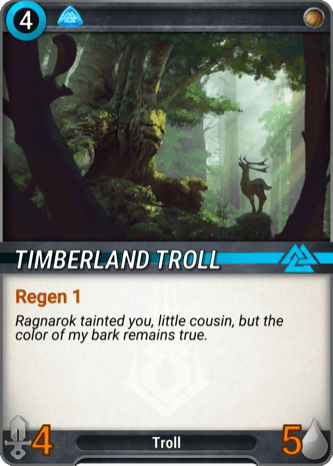 4
TIMBERLAND TROLL
Regen 1
Ragnarok tainted you, little cousin, but the
color of my bark remains true.
4
Troll
5